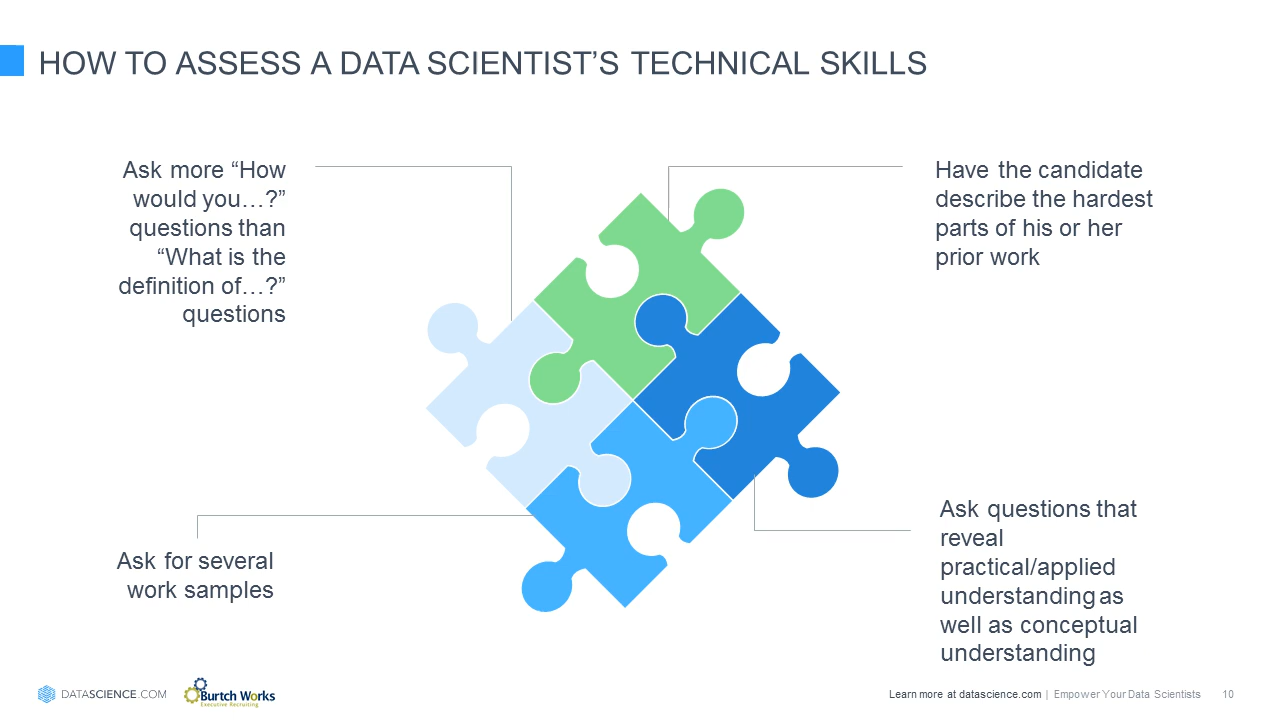 HOW TO ASSESS A DATA SCIENTIST’S TECHNICAL SKILLS
Ask more “How
would you…?”
questions than
“What is the
definition of…?”
questions
Have the candidate
describe the hardest
parts of his or her
prior work
Ask for several
work samples
Ask questions that
reveal
practical/applied
understanding as
well as conceptual
understanding
DATASCIENCE.COM
Burtch Works
Executive Recruiting
Learn more at datascience.com | Empower Your Data Scientists 10